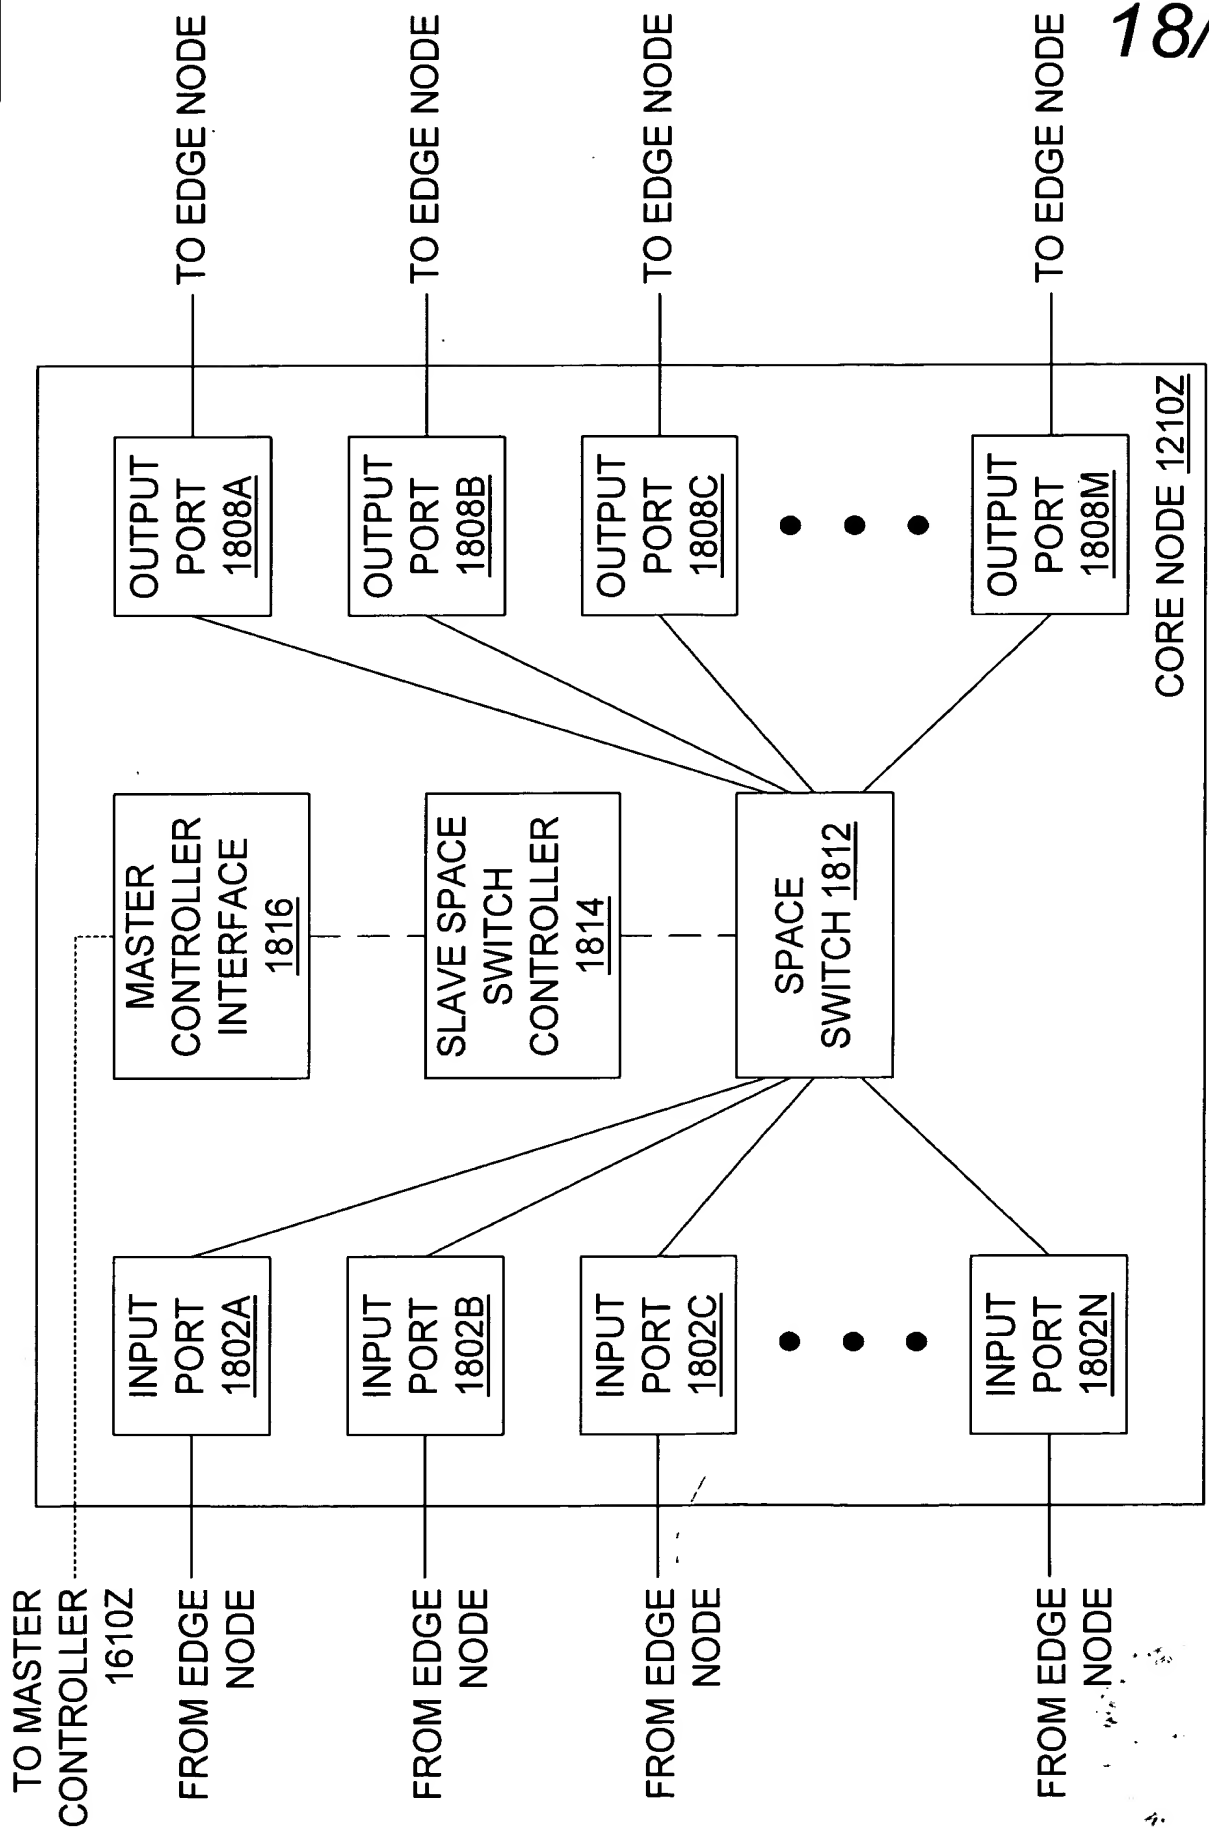 18/
TO MASTER
CONTROLLER
1610Z
FROM EDGE
NODE
FROM EDGE
NODE
FROM EDGE
NODE
FROM EDGE
NODE
INPUT
PORT
1802A
INPUT
PORT
1802B
INPUT
PORT
1802C
INPUT
PORT
1802N
MASTER
CONTROLLER
INTERFACE
1816
SLAVE SPACE
SWITCH
CONTROLLER
1814
SPACE
SWITCH 1812
OUTPUT
PORT
1808A
OUTPUT
PORT
1808B
OUTPUT
PORT
1808C
OUTPUT
PORT
1808M
CORE NODE 1210Z
TO EDGE NODE
TO EDGE NODE
TO EDGE NODE
TO EDGE NODE